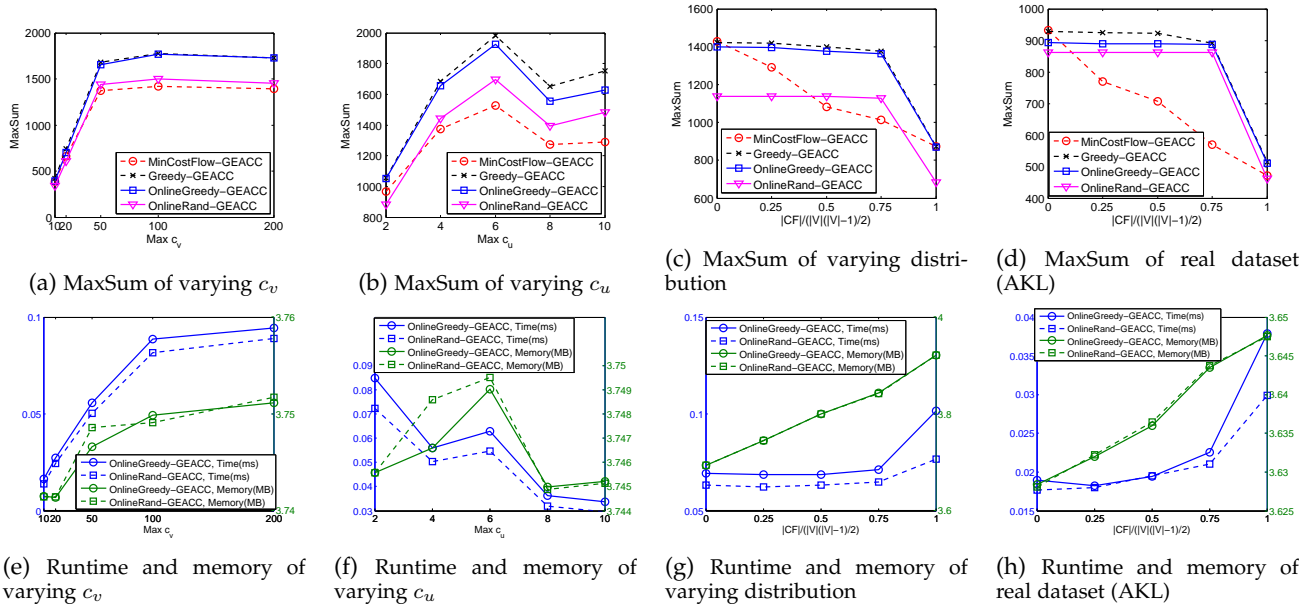 2000
1500
1000
500
0
MaxSum
MinCostFlow−GEACC
Greedy−GEACC
OnlineGreedy−GEACC
OnlineRand−GEACC
1020 50 100 200
Max c_v
(a) MaxSum of varying c_v
2000
1800
1600
1400
1200
1000
800
MaxSum
MinCostFlow−GEACC
Greedy−GEACC
OnlineGreedy−GEACC
OnlineRand−GEACC
2 4 6 8 10
Max c_u
(b) MaxSum of varying c_u
1600
1400
1200
1000
800
600
MaxSum
MinCostFlow−GEACC
Greedy−GEACC
OnlineGreedy−GEACC
OnlineRand−GEACC
0 0.25 0.5 0.75 1
|CF|/(|V|(|V|−1)/2)
(c) MaxSum of varying distri-
bution
1000
900
800
700
600
500
400
MaxSum
MinCostFlow−GEACC
Greedy−GEACC
OnlineGreedy−GEACC
OnlineRand−GEACC
0 0.25 0.5 0.75 1
|CF|/(|V|(|V|−1)/2)
(d) MaxSum of real dataset
(AKL)
0.1
0.05
0
3.76
3.75
3.74
OnlineGreedy−GEACC, Time(ms)
OnlineRand−GEACC, Time(ms)
OnlineGreedy−GEACC, Memory(MB)
OnlineRand−GEACC, Memory(MB)
1020 50 100 200
Max c_v
(e) Runtime and memory of
varying c_v
OnlineGreedy−GEACC, Time(ms)
OnlineRand−GEACC, Time(ms)
OnlineGreedy−GEACC, Memory(MB)
OnlineRand−GEACC, Memory(MB)
0.09
0.08
0.07
0.06
0.05
0.04
0.03
3.75
3.749
3.748
3.747
3.746
3.745
3.744
2 4 6 8 10
Max c_u
(f) Runtime and memory of
varying c_u
0.15
0.1
0.05
4
3.8
3.6
OnlineGreedy−GEACC, Time(ms)
OnlineRand−GEACC, Time(ms)
OnlineGreedy−GEACC, Memory(MB)
OnlineRand−GEACC, Memory(MB)
0 0.25 0.5 0.75 1
|CF|/(|V|(|V|−1)/2)
(g) Runtime and memory of
varying distribution
0.04
0.035
0.03
0.025
0.02
0.015
3.65
3.645
3.64
3.635
3.63
3.625
OnlineGreedy−GEACC, Time(ms)
OnlineRand−GEACC, Time(ms)
OnlineGreedy−GEACC, Memory(MB)
OnlineRand−GEACC, Memory(MB)
0 0.25 0.5 0.75 1
|CF|/(|V|(|V|−1)/2)
(h) Runtime and memory of
real dataset (AKL)